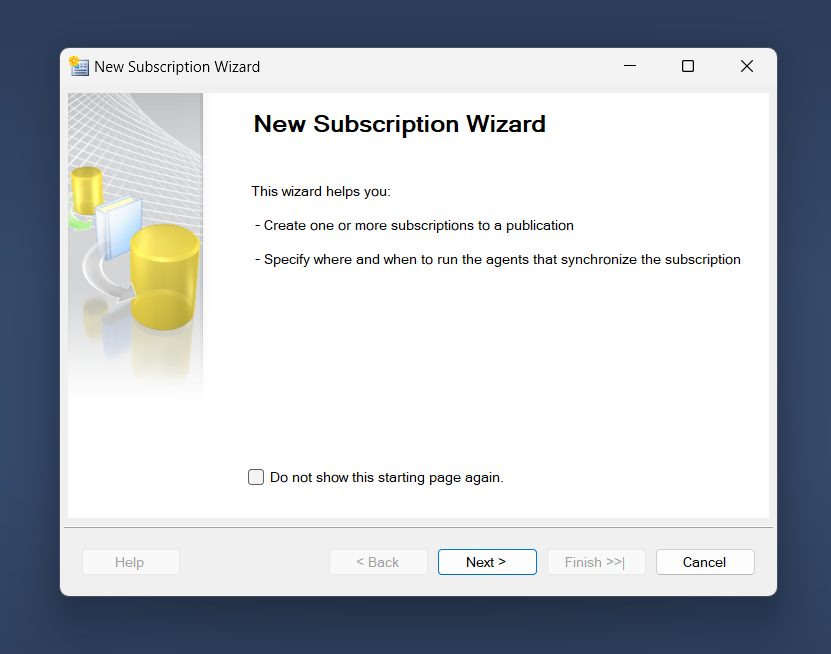 New Subscription Wizard
New Subscription Wizard
This wizard helps you:
- Create one or more subscriptions to a publication
- Specify where and when to run the agents that synchronize the subscription
Do not show this starting page again.
Help
< Back
Next >
Finish >>|
Cancel